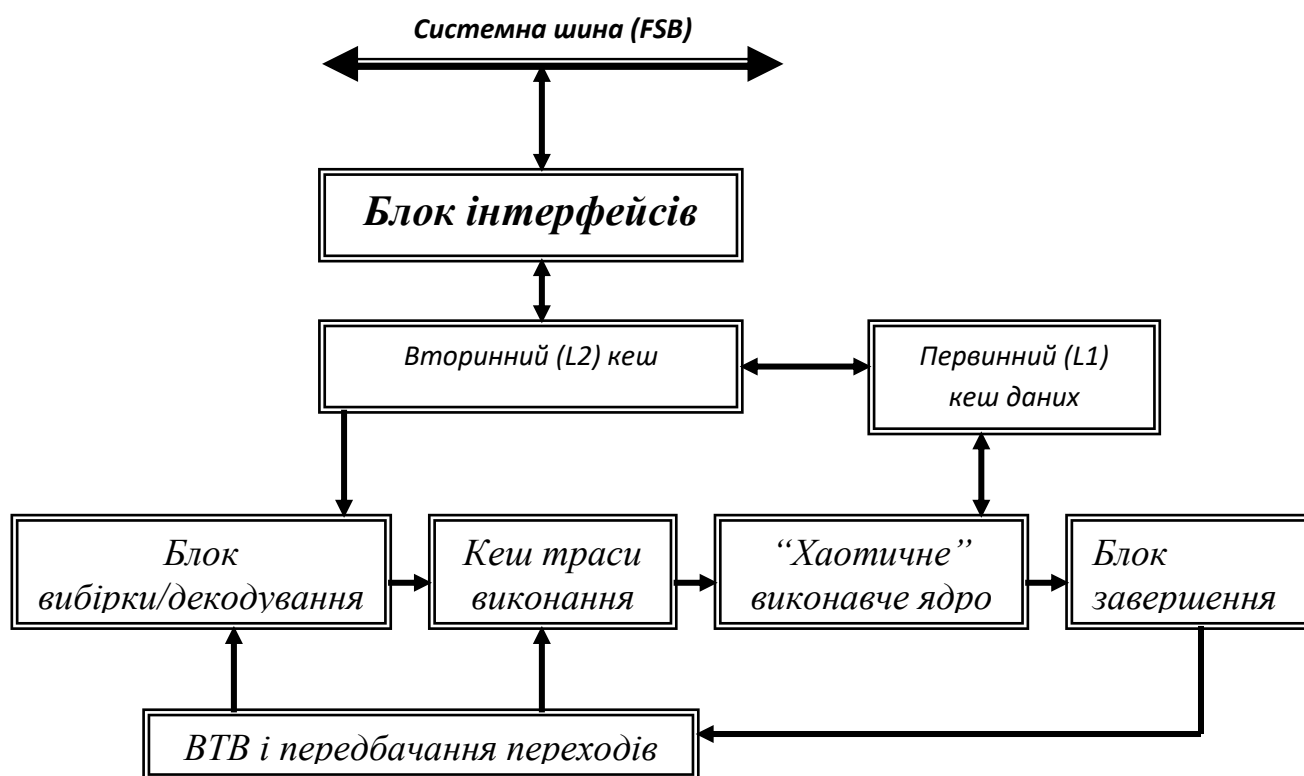 Системна шина (FSB)
Блок інтерфейсів
Вторинний (L2) кеш
Первинний (L1)
кеш даних
Блок
вибірки/декодування
Кеш траси
виконання
“Хаотичне”
виконавче ядро
Блок
завершення
BTB і передбачання переходів